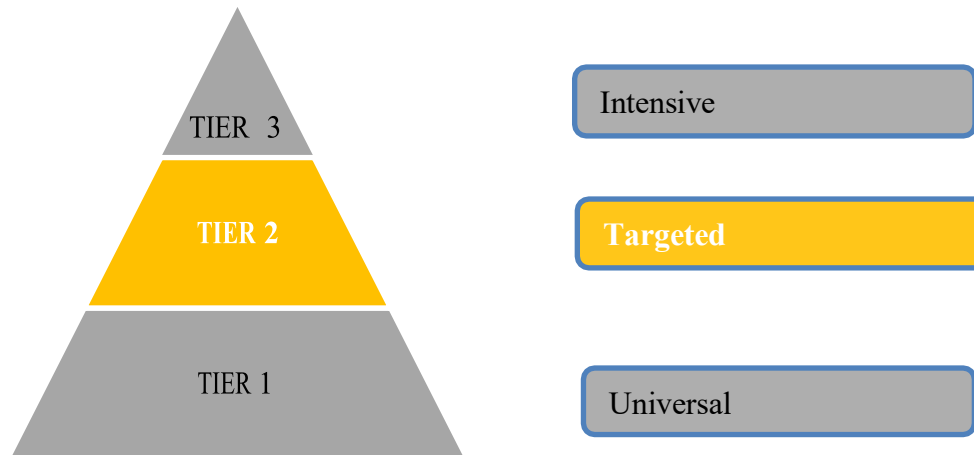 TIER 3
Intensive
TIER 2
Targeted
TIER 1
Universal